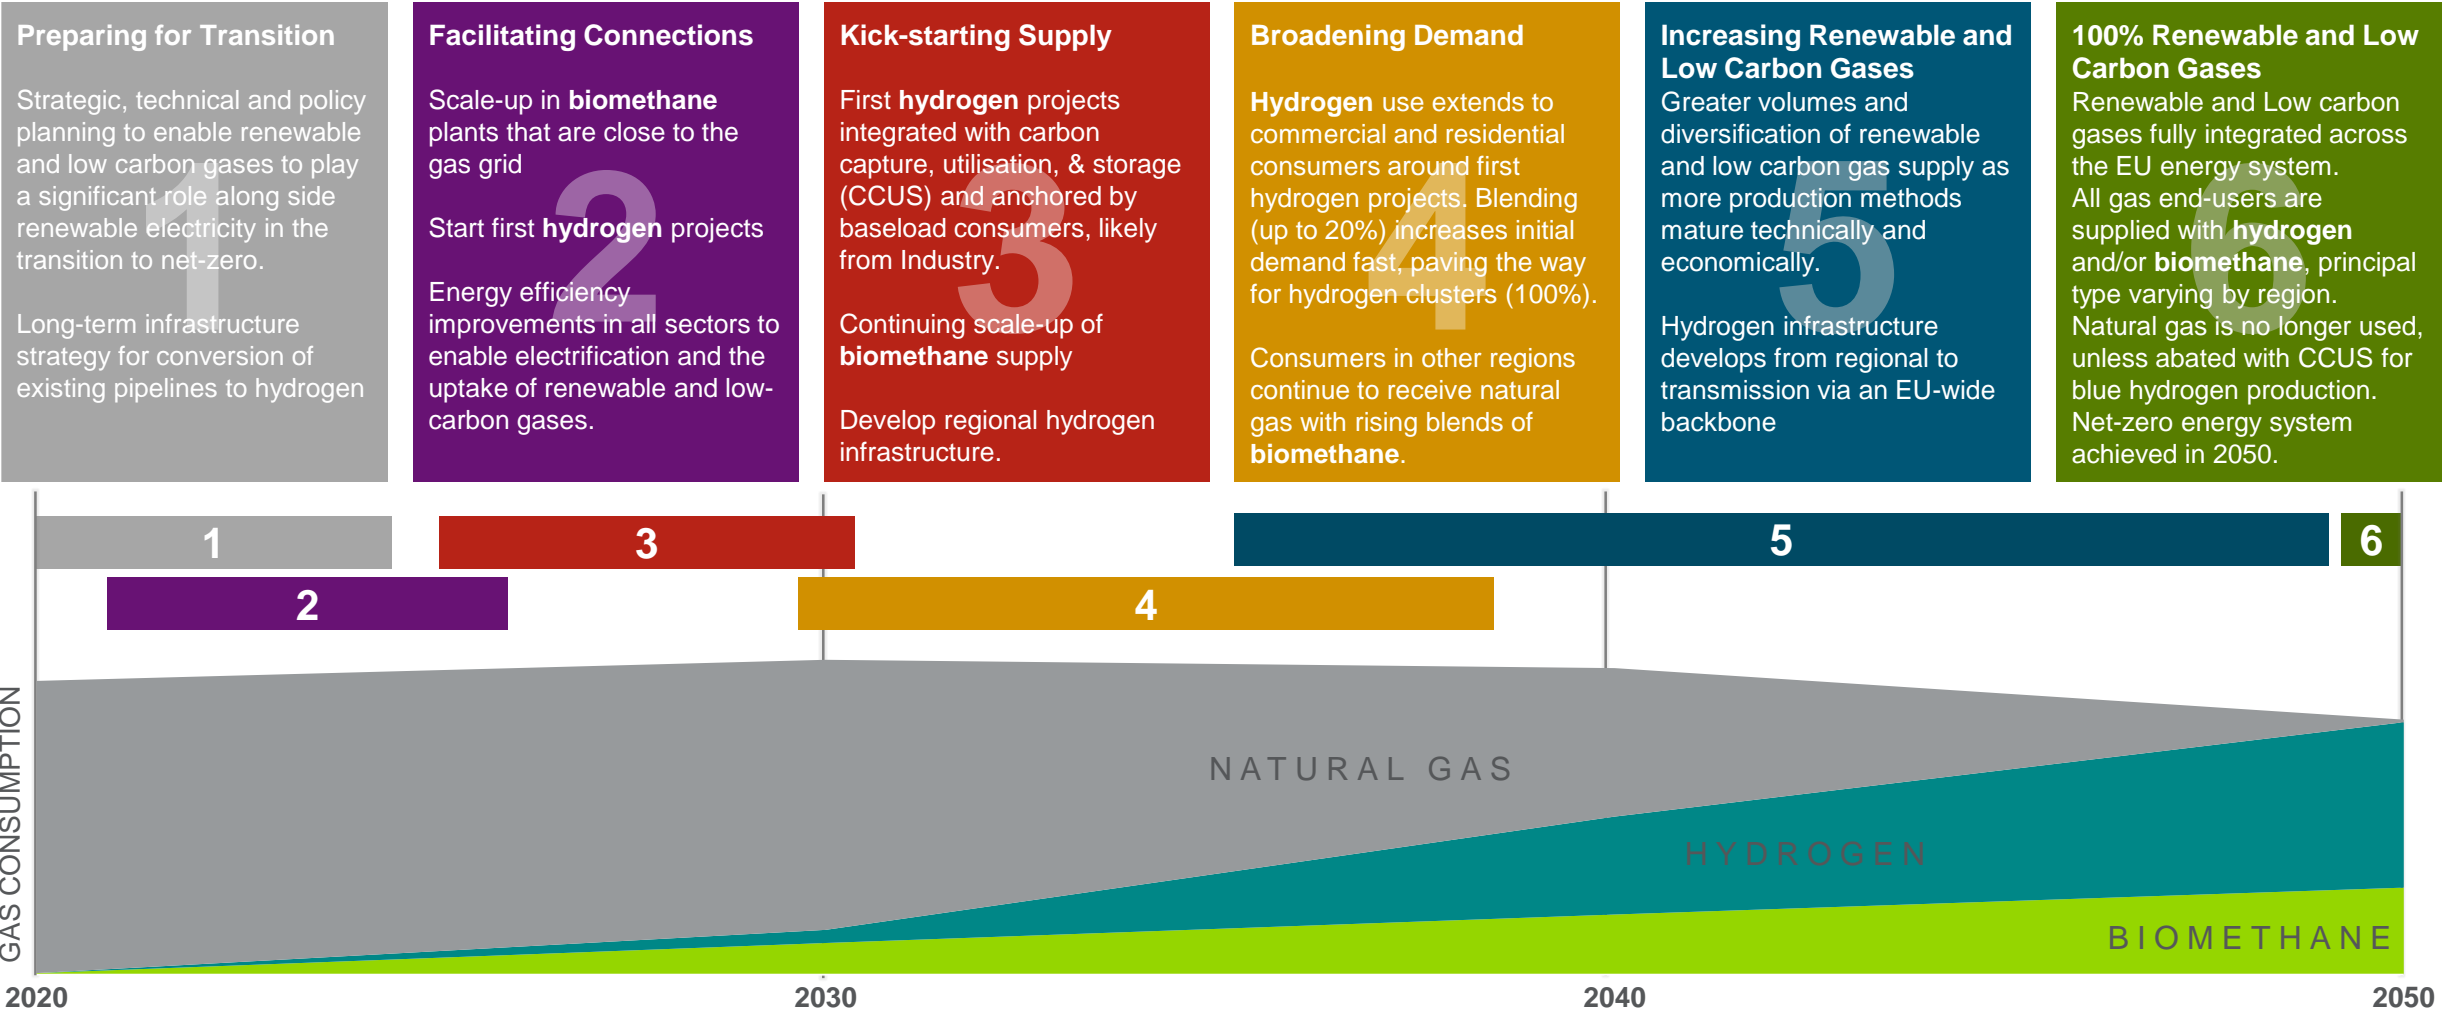 Preparing for Transition
Strategic, technical and policy
planning to enable renewable
and low carbon gases to play
a significant role along side
renewable electricity in the
transition to net-zero.
Long-term infrastructure
strategy for conversion of
existing pipelines to hydrogen
1
Facilitating Connections
Scale-up in biomethane
plants that are close to the
gas grid
Start first hydrogen projects
Energy efficiency
improvements in all sectors to
enable electrification and the
uptake of renewable and low-
carbon gases.
2
Kick-starting Supply
First hydrogen projects
integrated with carbon
capture, utilisation, & storage
(CCUS) and anchored by
baseload consumers, likely
from Industry.
Continuing scale-up of
biomethane supply
Develop regional hydrogen
infrastructure.
3
Broadening Demand
Hydrogen use extends to
commercial and residential
consumers around first
hydrogen projects. Blending
(up to 20%) increases initial
demand fast, paving the way
for hydrogen clusters (100%).
Consumers in other regions
continue to receive natural
gas with rising blends of
biomethane.
4
Increasing Renewable and
Low Carbon Gases
Greater volumes and
diversification of renewable
and low carbon gas supply as
more production methods
mature technically and
economically.
Hydrogen infrastructure
develops from regional to
transmission via an EU-wide
backbone
5
100% Renewable and Low
Carbon Gases
Renewable and Low carbon
gases fully integrated across
the EU energy system.
All gas end-users are
supplied with hydrogen
and/or biomethane, principal
type varying by region.
Natural gas is no longer used,
unless abated with CCUS for
blue hydrogen production.
Net-zero energy system
achieved in 2050.
6
1
3
5
6
2
4
GAS CONSUMPTION
NATURAL GAS
HYDROGEN
BIOMETHANE
2020
2030
2040
2050